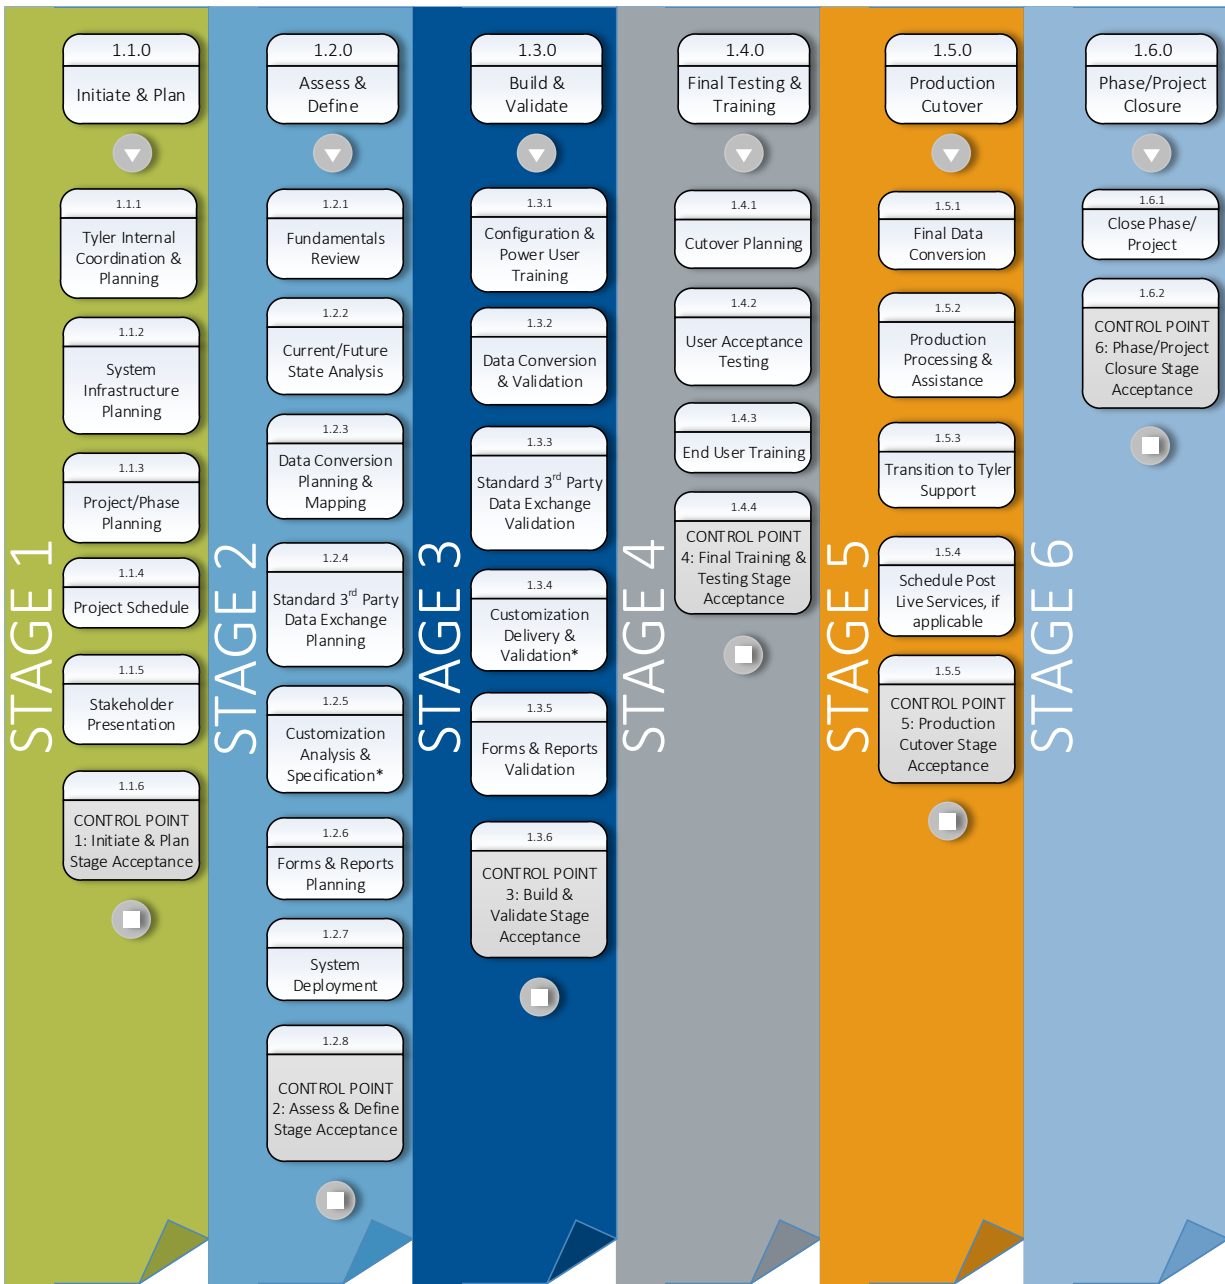 STAGE 1
1.1.0
Initiate & Plan
1.1.1
Tyler Internal
Coordination &
Planning
1.1.2
System
Infrastructure
Planning
1.1.3
Project/Phase
Planning
1.1.4
Project Schedule
1.1.5
Stakeholder
Presentation
1.1.6
CONTROL POINT
1: Initiate & Plan
Stage Acceptance
STAGE 2
1.2.0
Assess &
Define
1.2.1
Fundamentals
Review
1.2.2
Current/Future
State Analysis
1.2.3
Data Conversion
Planning &
Mapping
1.2.4
Standard 3rd Party
Data Exchange
Planning
1.2.5
Customization
Analysis &
Specification*
1.2.6
Forms & Reports
Planning
1.2.7
System
Deployment
1.2.8
CONTROL POINT
2: Assess & Define
Stage Acceptance
STAGE 3
1.3.0
Build &
Validate
1.3.1
Configuration &
Power User
Training
1.3.2
Data Conversion
& Validation
1.3.3
Standard 3rd Party
Data Exchange
Validation
1.3.4
Customization
Delivery &
Validation*
1.3.5
Forms & Reports
Validation
1.3.6
CONTROL POINT
3: Build &
Validate Stage
Acceptance
STAGE 4
1.4.0
Final Testing &
Training
1.4.1
Cutover Planning
1.4.2
User Acceptance
Testing
1.4.3
End User Training
1.4.4
CONTROL POINT
4: Final Training &
Testing Stage
Acceptance
STAGE 5
1.5.0
Production
Cutover
1.5.1
Final Data
Conversion
1.5.2
Production
Processing &
Assistance
1.5.3
Transition to Tyler
Support
1.5.4
Schedule Post
Live Services, if
applicable
1.5.5
CONTROL POINT
5: Production
Cutover Stage
Acceptance
STAGE 6
1.6.0
Phase/Project
Closure
1.6.1
Close Phase/
Project
1.6.2
CONTROL POINT
6: Phase/Project
Closure Stage
Acceptance